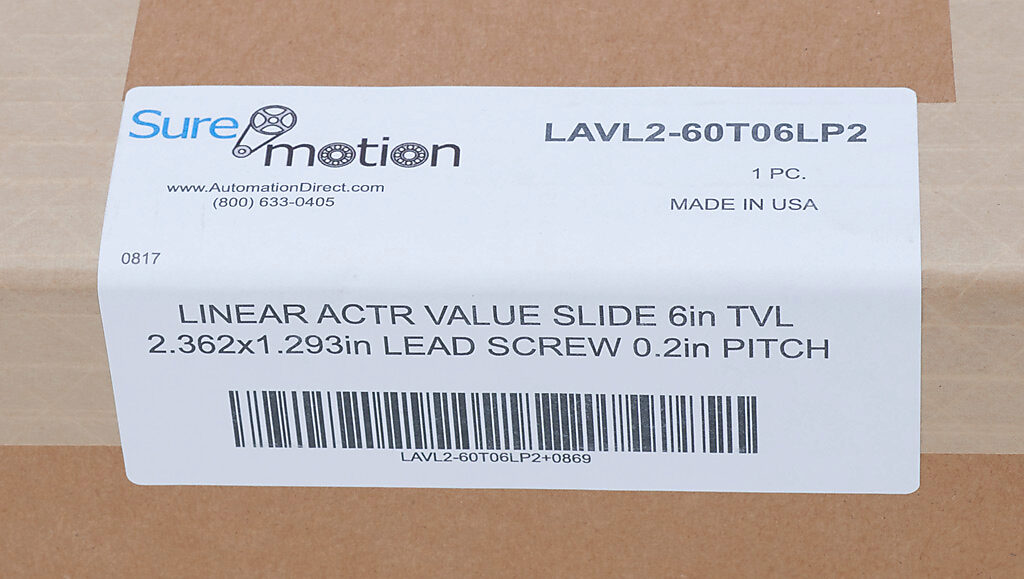 Sure motion
www.AutomationDirect.com
(800) 633-0405
LAVL2-60T06LP2
1 PC.
MADE IN USA
0817
LINEAR ACTR VALUE SLIDE 6in TVL
2.362x1.293in LEAD SCREW 0.2in PITCH
LAVL2-60T06LP2+0869